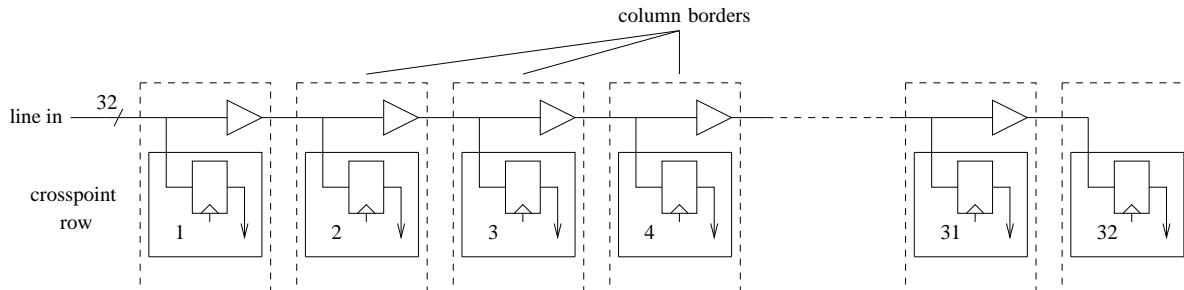 column borders
32
line in
crosspoint
row
1 2 3 4 31 32